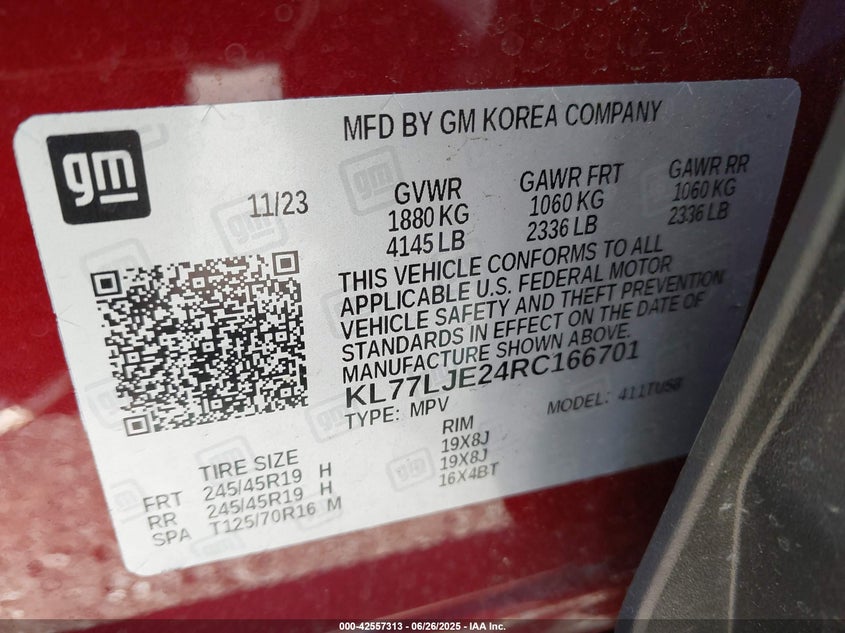 gm
MFD BY GM KOREA COMPANY
11/23
GVWR
1880 KG
4145 LB
GAWR FRT
1060 KG
2336 LB
GAWR RR
1060 KG
2336 LB
THIS VEHICLE CONFORMS TO ALL
APPLICABLE U.S. FEDERAL MOTOR
VEHICLE SAFETY AND THEFT PREVENTION
STANDARDS IN EFFECT ON THE DATE OF
MANUFACTURE SHOWN ABOVE.
KL77LJE24RC166701
TYPE: MPV MODEL: 411TUSB
TIRE SIZE RIM
FRT 245/45R19 H 19X8J
RR 245/45R19 H 19X8J
SPA T125/70R16 M 16X4BT
000-42557313 - 06/26/2025 - IAA Inc.